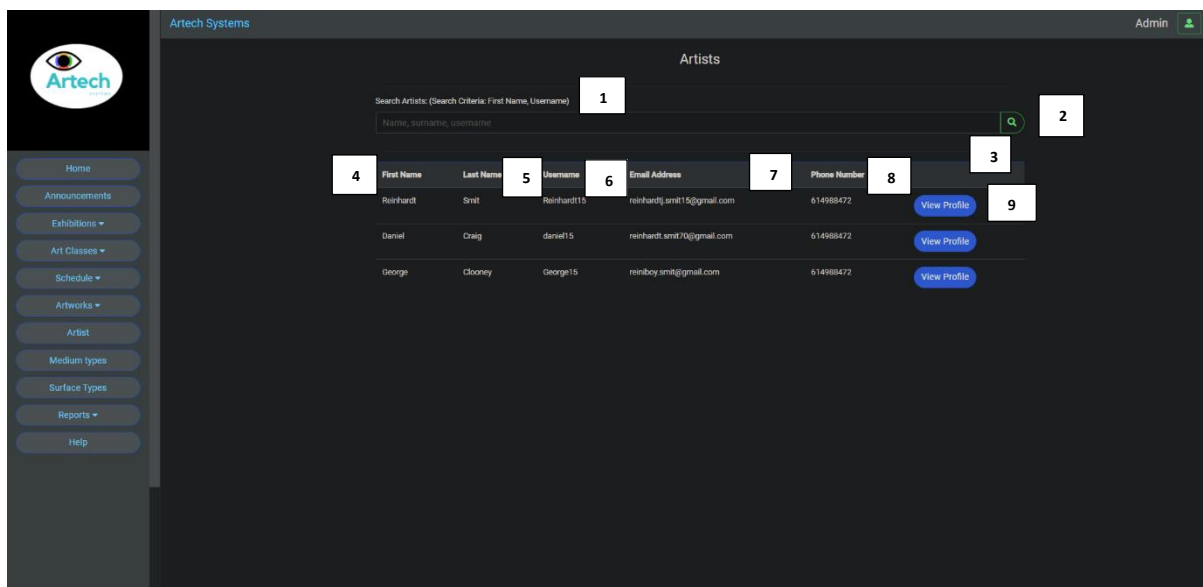 Artech Systems
Admin
Artech
Artists
1
Search Artists: (Search Criteria: First Name, Username)
Name, surname, username
2
3
4 First Name Last Name 5 Username 6 Email Address 7 Phone Number 8
Reinhardt Smit Reinhardt15 reinhardtj.smit15@gmail.com 614988472 View Profile 9
Daniel Craig daniel15 reinhardt.smit70@gmail.com 614988472 View Profile
George Clooney George15 reiniboy.smit@gmail.com 614988472 View Profile
Home
Announcements
Exhibitions
Art Classes
Schedule
Artworks
Artist
Medium types
Surface Types
Reports
Help